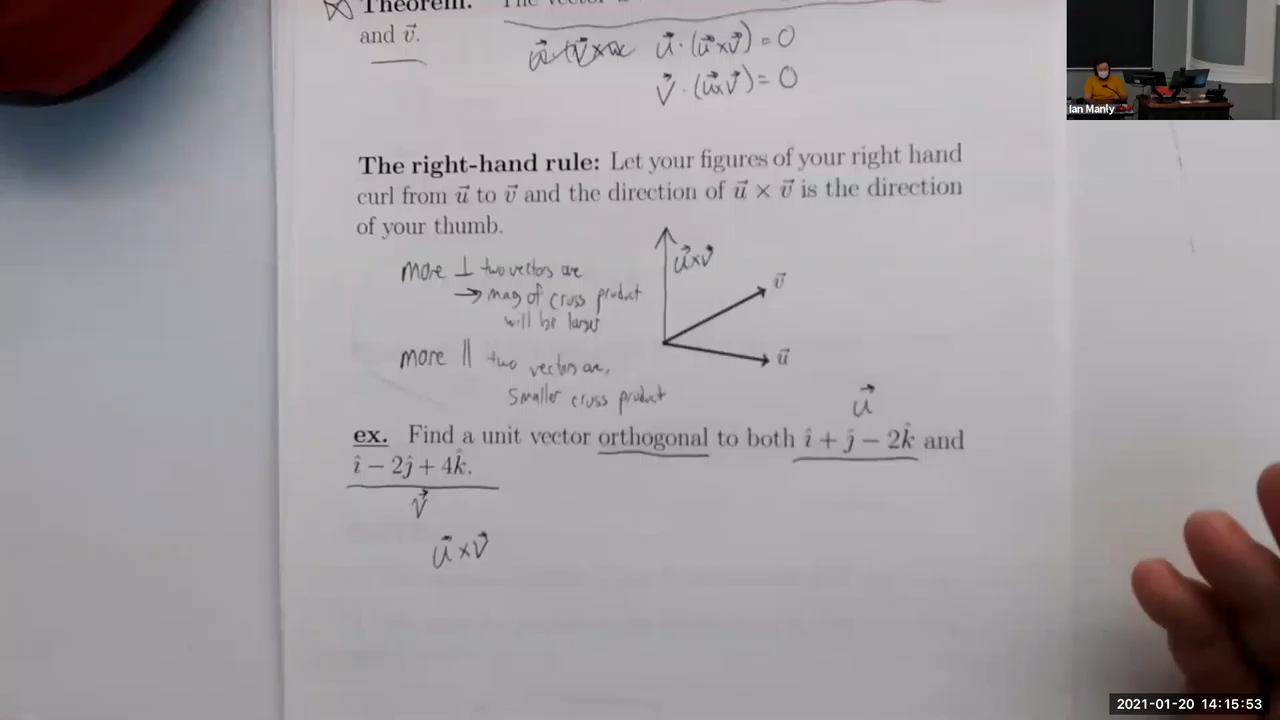 Theorem. The vector
and v⃗.
u⃗ · (u⃗×v⃗) = 0
v⃗ · (u⃗×v⃗) = 0
Ian Manly
The right-hand rule: Let your figures of your right hand
curl from u⃗ to v⃗ and the direction of u⃗ × v⃗ is the direction
of your thumb.
more ⊥ two vectors are
→ mag of cross product
will be larger
more || two vectors are,
smaller cross product
u⃗×v⃗
v⃗
u⃗
u⃗
ex. Find a unit vector orthogonal to both î + ĵ − 2k̂ and
î − 2ĵ + 4k̂.
v⃗
u⃗×v⃗
2021-01-20 14:15:53